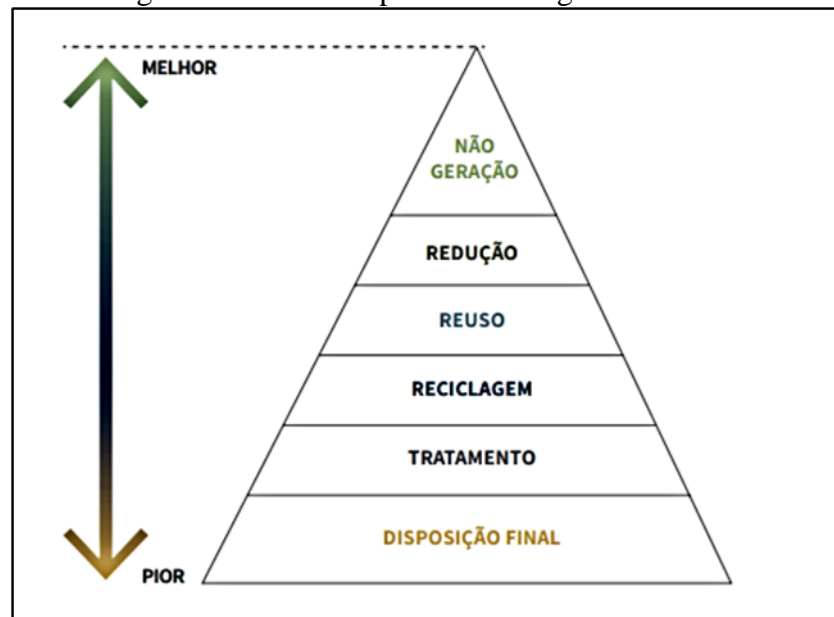 MELHOR
NÃO
GERAÇÃO
REDUÇÃO
REUSO
RECICLAGEM
TRATAMENTO
DISPOSIÇÃO FINAL
PIOR